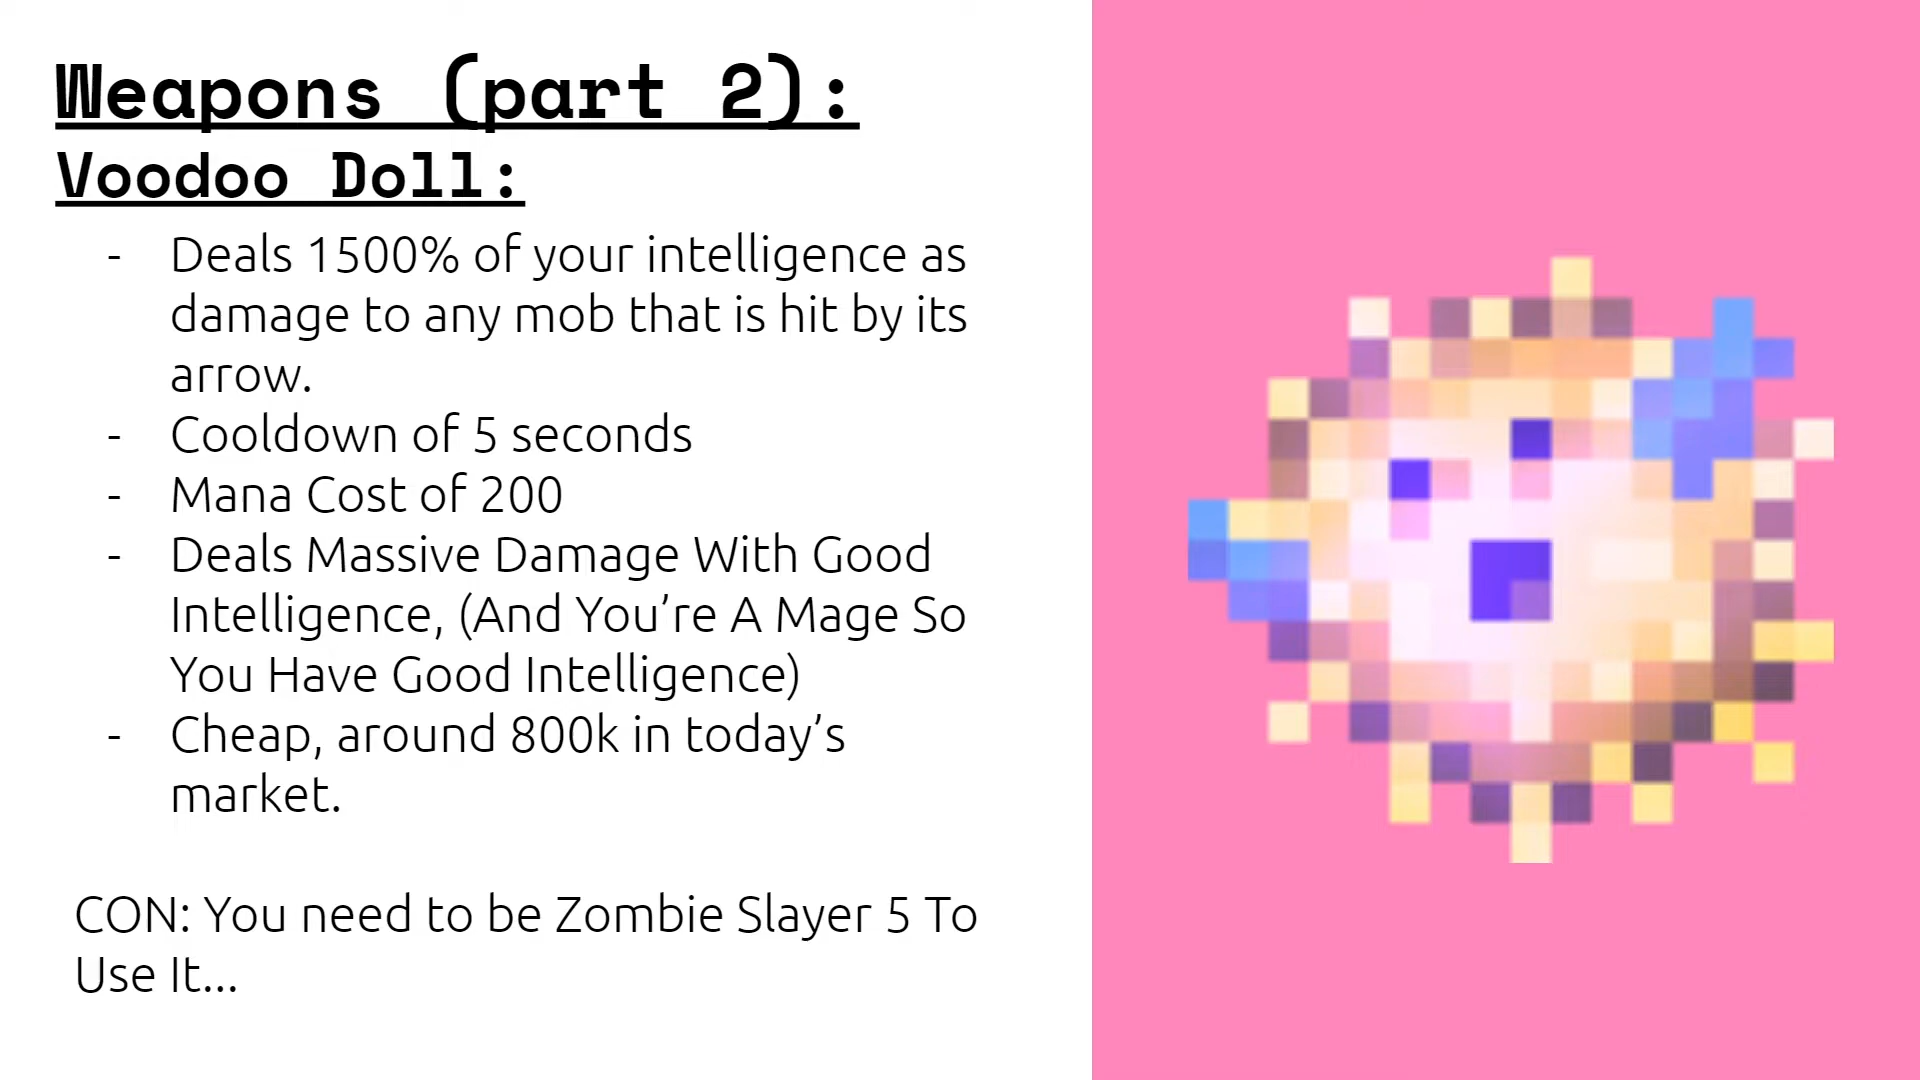 Weapons (part 2):
Voodoo Doll:
- Deals 1500% of your intelligence as
damage to any mob that is hit by its
arrow.
- Cooldown of 5 seconds
- Mana Cost of 200
- Deals Massive Damage With Good
Intelligence, (And You’re A Mage So
You Have Good Intelligence)
- Cheap, around 800k in today’s
market.
CON: You need to be Zombie Slayer 5 To
Use It...